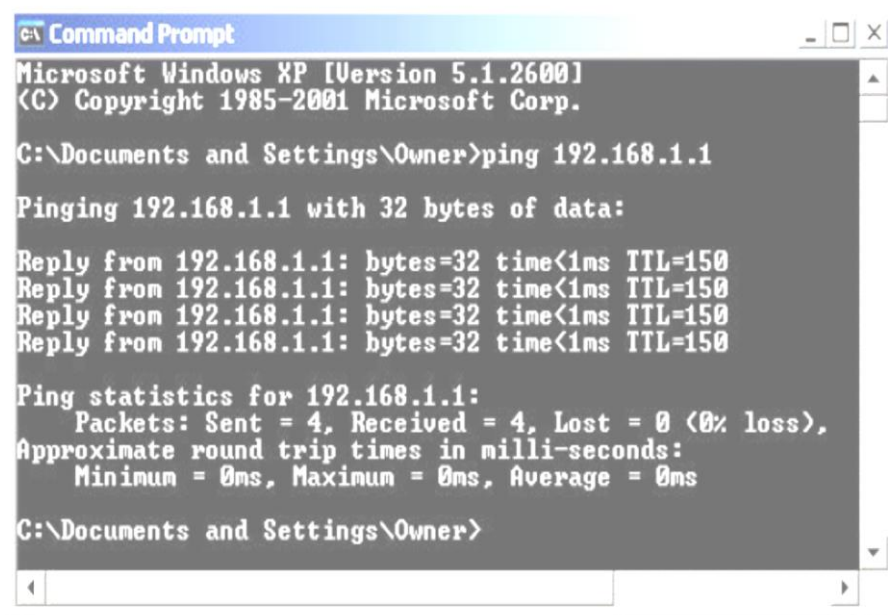 Command Prompt
Microsoft Windows XP [Version 5.1.2600]
(C) Copyright 1985-2001 Microsoft Corp.
C:\Documents and Settings\Owner>ping 192.168.1.1
Pinging 192.168.1.1 with 32 bytes of data:
Reply from 192.168.1.1: bytes=32 time<1ms TTL=150
Reply from 192.168.1.1: bytes=32 time<1ms TTL=150
Reply from 192.168.1.1: bytes=32 time<1ms TTL=150
Reply from 192.168.1.1: bytes=32 time<1ms TTL=150
Ping statistics for 192.168.1.1:
    Packets: Sent = 4, Received = 4, Lost = 0 (0% loss),
Approximate round trip times in milli-seconds:
    Minimum = 0ms, Maximum = 0ms, Average = 0ms
C:\Documents and Settings\Owner>